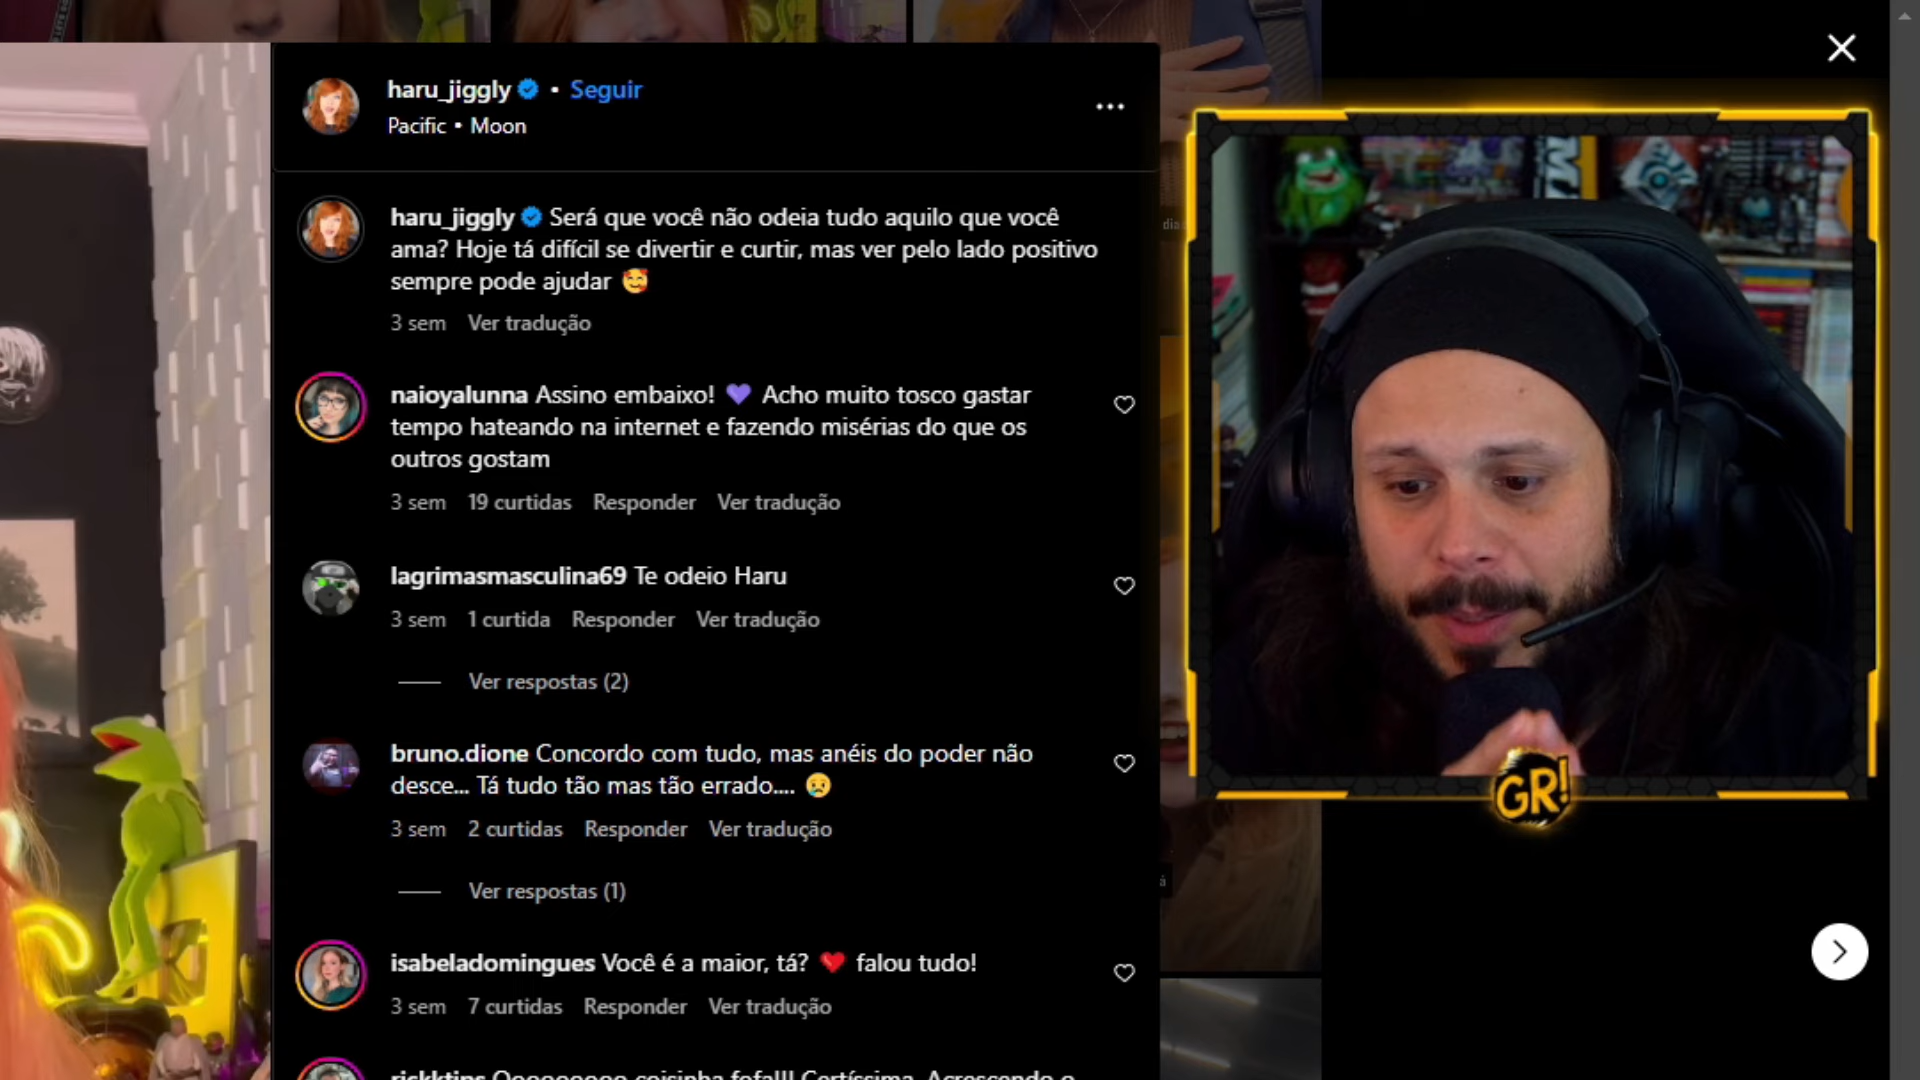 haru_jiggly • Seguir
Pacific • Moon
haru_jiggly Será que você não odeia tudo aquilo que você
ama? Hoje tá difícil se divertir e curtir, mas ver pelo lado positivo
sempre pode ajudar 🥰
3 sem Ver tradução
naioyalunna Assino embaixo! 💜 Acho muito tosco gastar
tempo hateando na internet e fazendo misérias do que os
outros gostam
3 sem 19 curtidas Responder Ver tradução
lagrimasmasculina69 Te odeio Haru
3 sem 1 curtida Responder Ver tradução
Ver respostas (2)
bruno.dione Concordo com tudo, mas anéis do poder não
desce... Tá tudo tão mas tão errado.... 😢
3 sem 2 curtidas Responder Ver tradução
Ver respostas (1)
isabeladomingues Você é a maior, tá? ❤️ falou tudo!
3 sem 7 curtidas Responder Ver tradução
coisinha fofa!!! Certíssima. Acrescendo o
dia
GR!